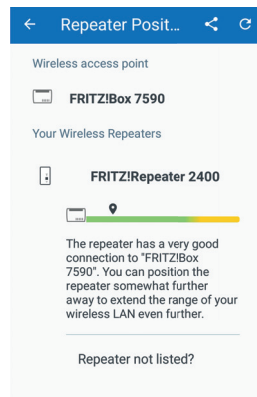 Repeater Posit...
Wireless access point
FRITZ!Box 7590
Your Wireless Repeaters
FRITZ!Repeater 2400
The repeater has a very good
connection to "FRITZ!Box
7590". You can position the
repeater somewhat further
away to extend the range of your
wireless LAN even further.
Repeater not listed?